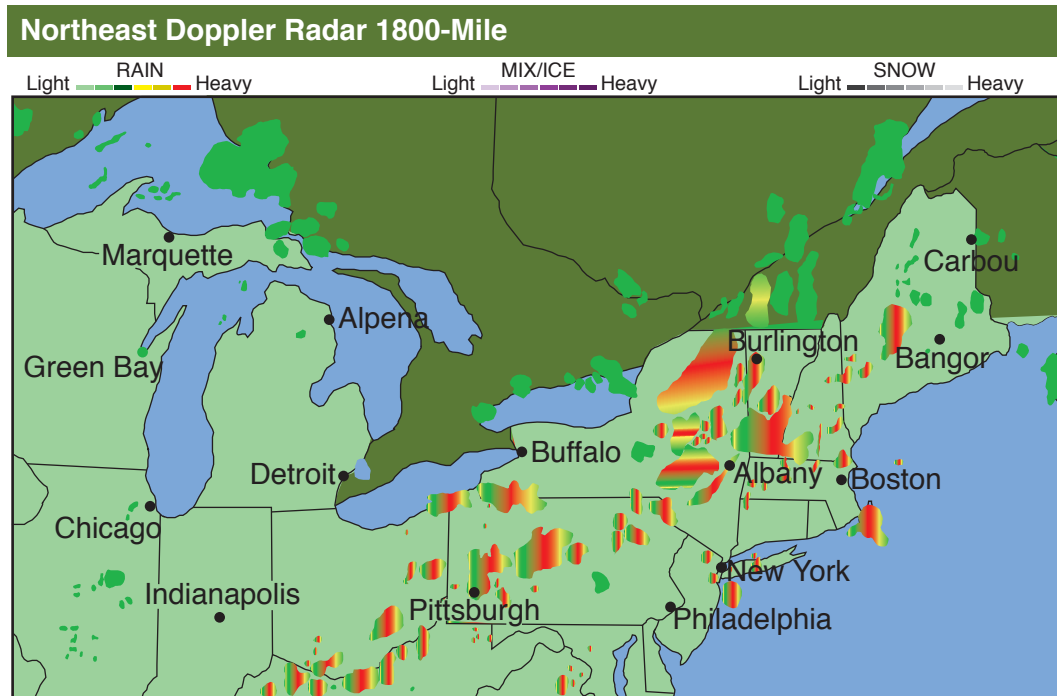 Northeast Doppler Radar 1800-Mile
RAIN
Light Heavy
MIX/ICE
Light Heavy
SNOW
Light Heavy
Marquette
Carbou
Alpena
Green Bay
Burlington
Bangor
Buffalo
Detroit
Albany
Boston
Chicago
New York
Indianapolis
Pittsburgh
Philadelphia